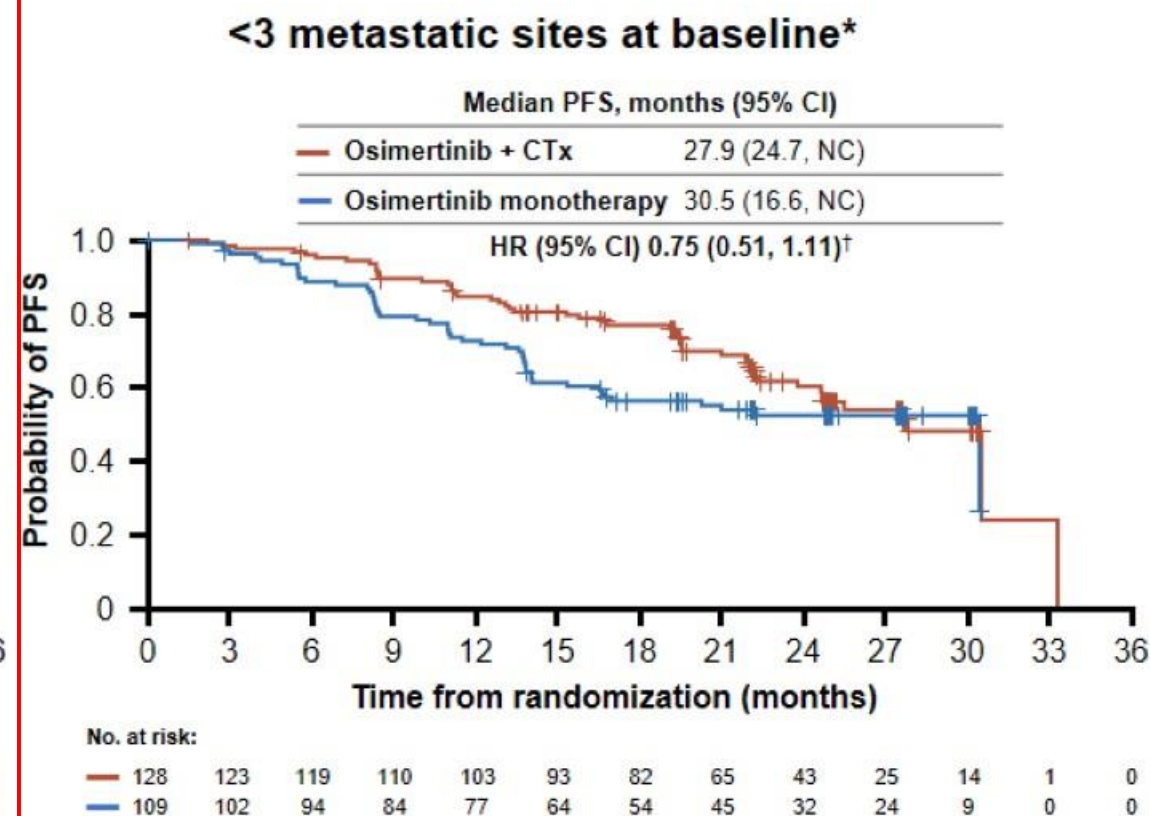 <3 metastatic sites at baseline*
Median PFS, months (95% CI)
Osimertinib + CTx 27.9 (24.7, NC)
Osimertinib monotherapy 30.5 (16.6, NC)
HR (95% CI) 0.75 (0.51, 1.11)†
Probability of PFS
1.0
0.8
0.6
0.4
0.2
0
0 3 6 9 12 15 18 21 24 27 30 33 36
Time from randomization (months)
No. at risk:
128 123 119 110 103 93 82 65 43 25 14 1 0
109 102 94 84 77 64 54 45 32 24 9 0 0